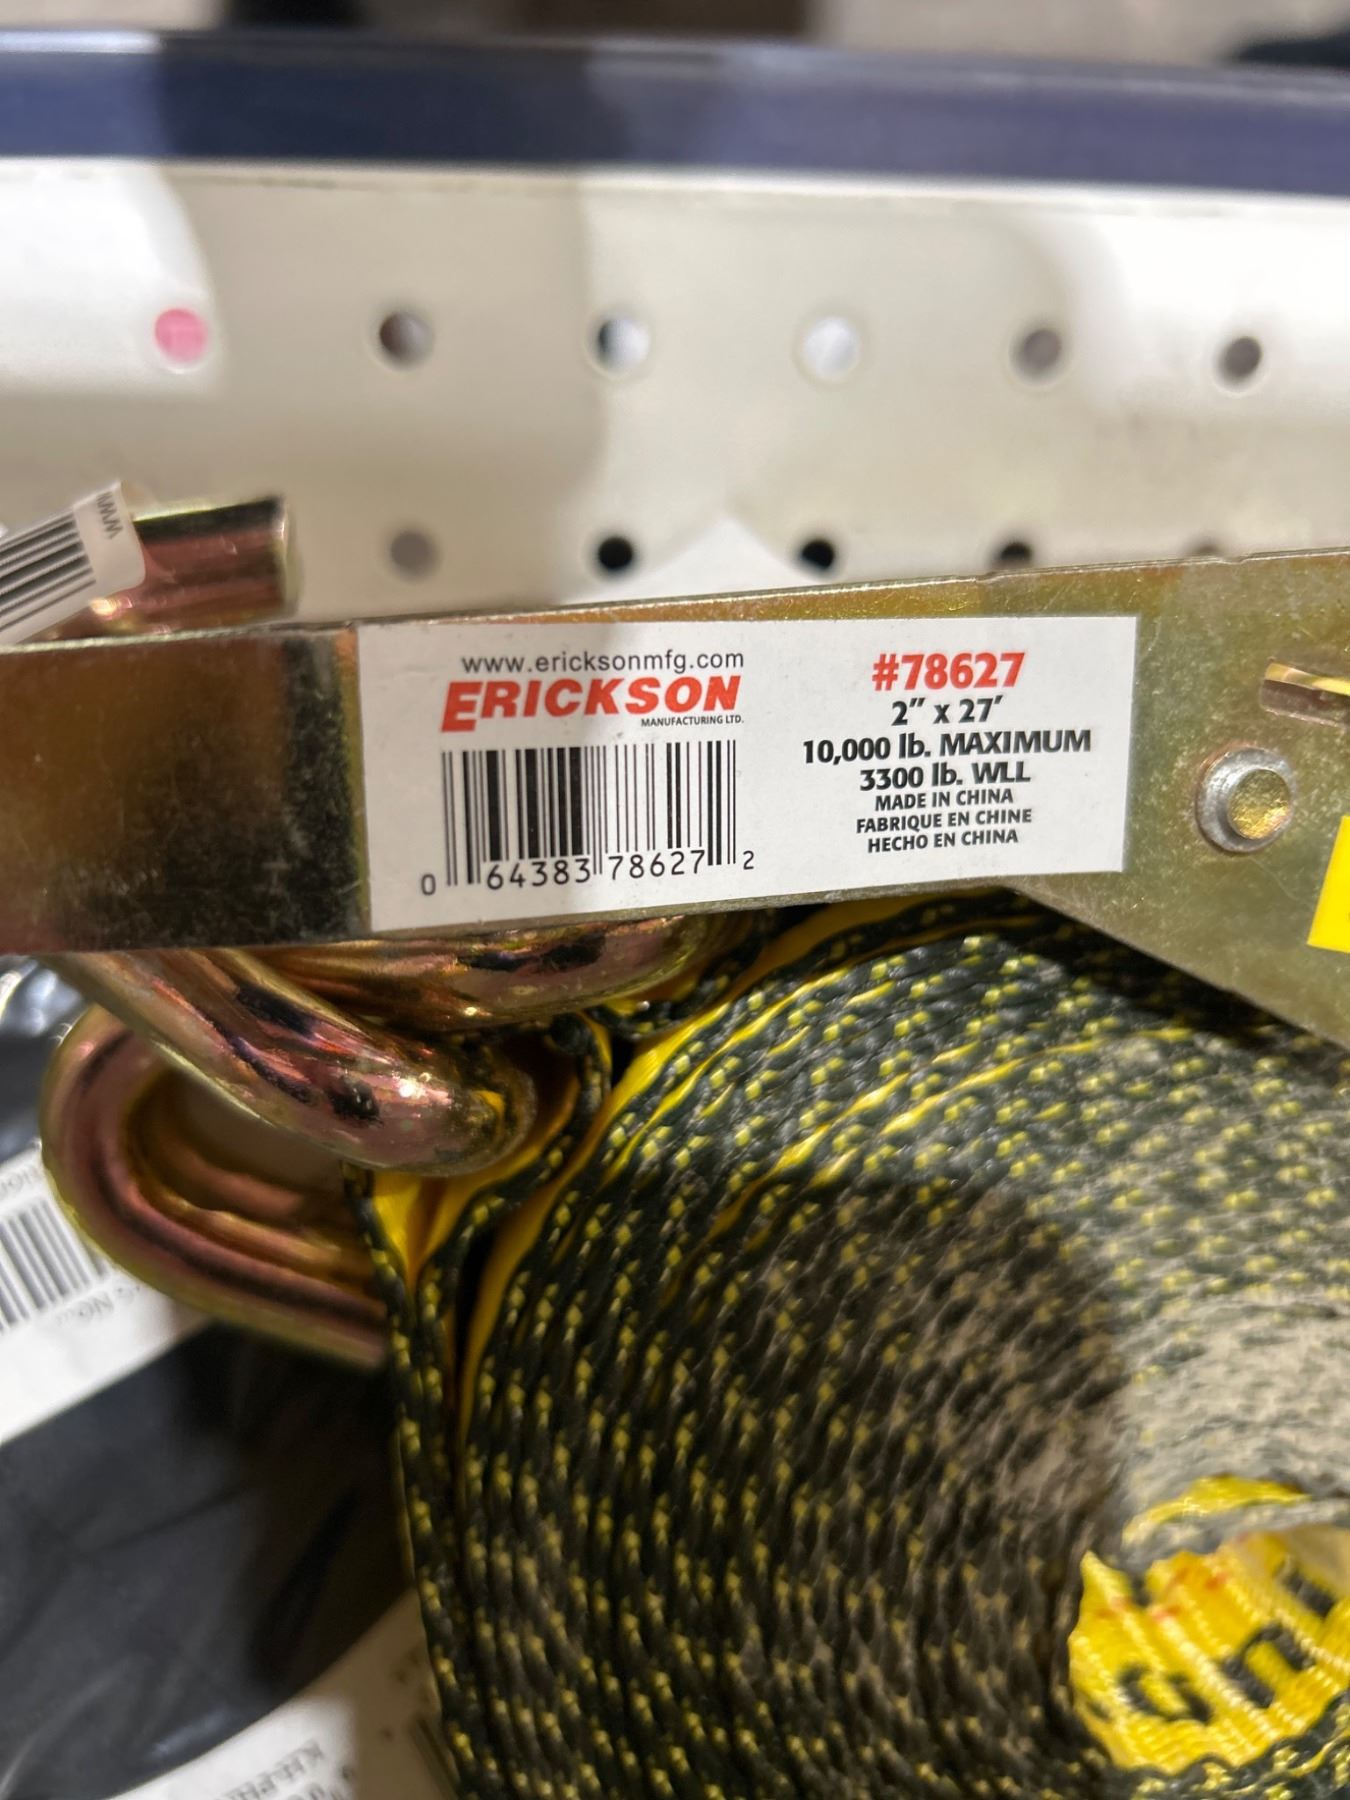 www.ericksonmfg.com
ERICKSON
MANUFACTURING LTD.
0 64383 78627 2
#78627
2" x 27'
10,000 lb. MAXIMUM
3300 lb. WLL
MADE IN CHINA
FABRIQUE EN CHINE
HECHO EN CHINA